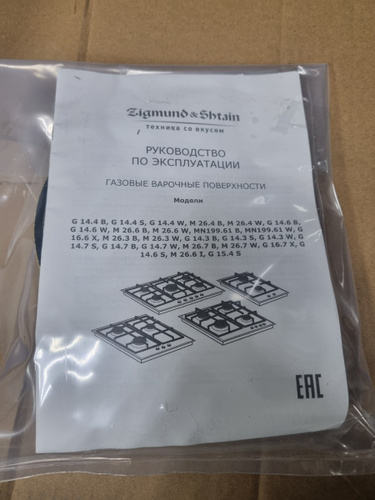 Zigmund & Shtain
техника со вкусом
РУКОВОДСТВО
ПО ЭКСПЛУАТАЦИИ
ГАЗОВЫЕ ВАРОЧНЫЕ ПОВЕРХНОСТИ
Модели
G 14.4 B, G 14.4 S, G 14.4 W, M 26.4 B, M 26.4 W, G 14.6 B,
G 14.6 W, M 26.6 B, M 26.6 W, MN199.61 B, MN199.61 W, G
16.6 X, M 26.3 B, M 26.3 W, G 14.3 B, G 14.3 S, G 14.3 W, G
14.7 S, G 14.7 B, G 14.7 W, M 26.7 B, M 26.7 W, G 16.7 X, G
14.6 S, M 26.6 I, G 15.4 S
EAC